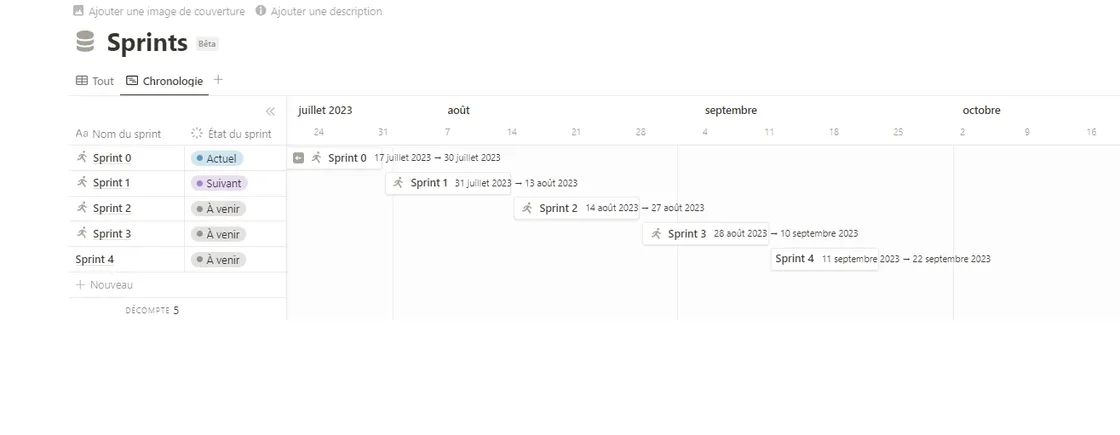 Ajouter une image de couverture Ajouter une description
Sprints Bêta
Tout Chronologie +
juillet 2023 août septembre octobre
Aa Nom du sprint État du sprint 24 31 7 14 21 28 4 11 18 25 2 9 16
Sprint 0 Actuel Sprint 0 17 juillet 2023 → 30 juillet 2023
Sprint 1 Suivant Sprint 1 31 juillet 2023 → 13 août 2023
Sprint 2 À venir Sprint 2 14 août 2023 → 27 août 2023
Sprint 3 À venir Sprint 3 28 août 2023 → 10 septembre 2023
Sprint 4 À venir Sprint 4 11 septembre 2023 → 22 septembre 2023
+ Nouveau
DÉCOMPTE 5